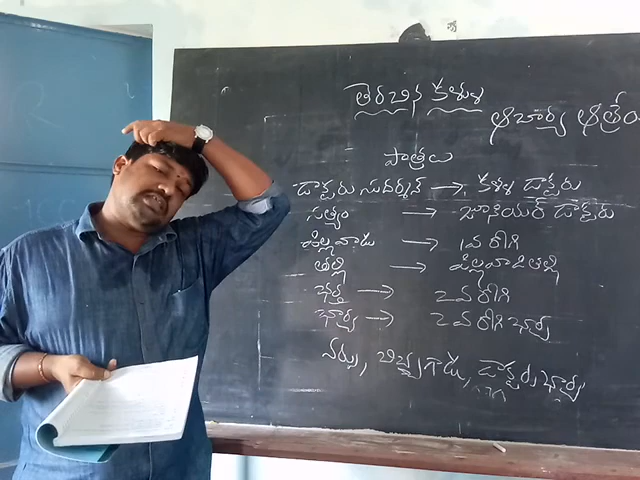 తెరచిన కళుళు
ఆచార్య ఆత్రేయ
పాత్రలు
డాక్టరు సుదర్శన్ → కళ్ళ డాక్టరు
సత్యం → జూనియర్ డాక్టరు
పిల్లవాడు → 1వ రోగి
తల్లి → పిల్లవాడి తల్లి
భర్త → 2వ రోగి
భార్య → 2వ రోగి భార్య
నర్సు, బిచ్చగాడు, డాక్టర్ల భార్య